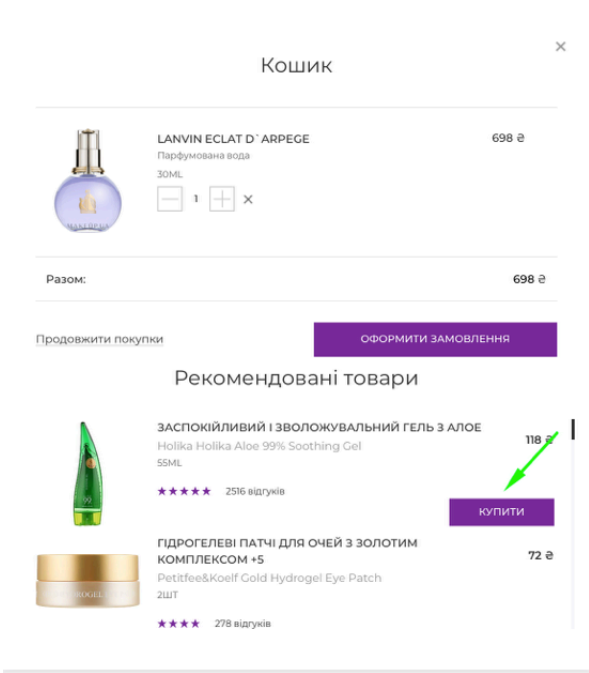 ×
Кошик
LANVIN ECLAT D`ARPEGE
698 ₴
Парфумована вода
30ML
1 ×
Разом:
698 ₴
Продовжити покупки
ОФОРМИТИ ЗАМОВЛЕННЯ
Рекомендовані товари
ЗАСПОКІЙЛИВИЙ І ЗВОЛОЖУВАЛЬНИЙ ГЕЛЬ З АЛОЕ
Holika Holika Aloe 99% Soothing Gel
118 ₴
55ML
2516 відгуків
КУПИТИ
ГІДРОГЕЛЕВІ ПАТЧІ ДЛЯ ОЧЕЙ З ЗОЛОТИМ
КОМПЛЕКСОМ +5
72 ₴
Petitfee&Koelf Gold Hydrogel Eye Patch
2ШТ
278 відгуків